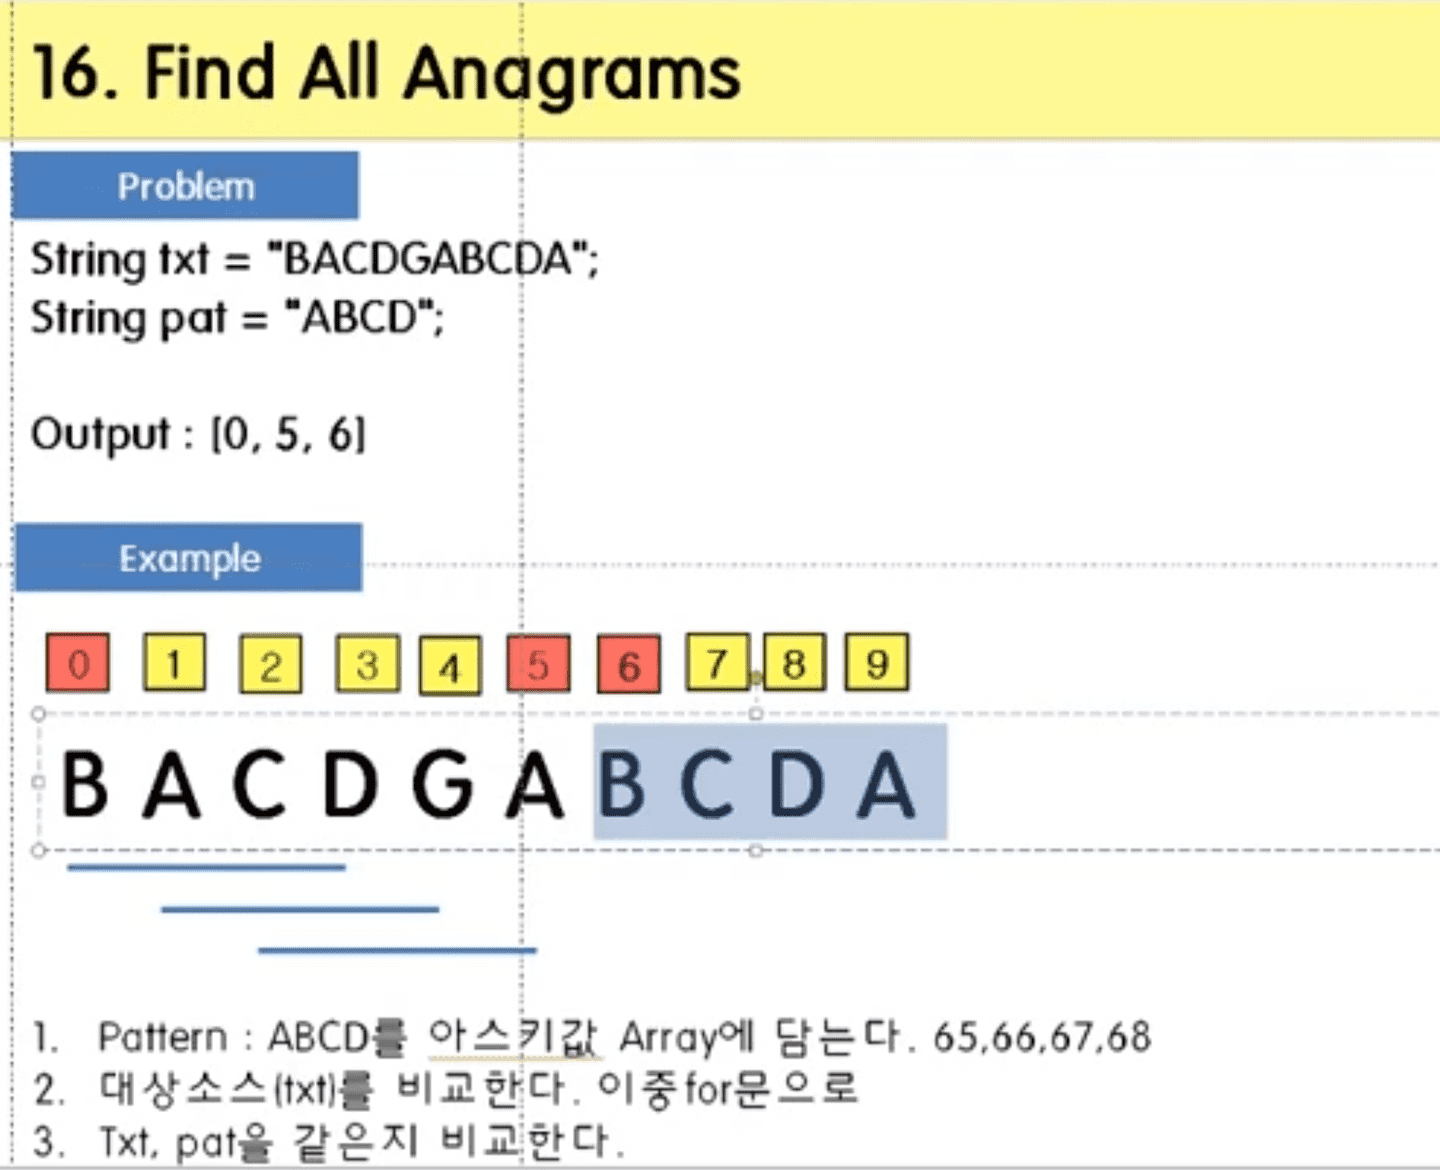 16. Find All Anagrams
Problem
String txt = "BACDGABCDA";
String pat = "ABCD";
Output : [0, 5, 6]
Example
0 1 2 3 4 5 6 7 8 9
B A C D G A B C D A
1. Pattern : ABCD를 아스키값 Array에 담는다. 65,66,67,68
2. 대상소스(txt)를 비교한다. 이중for문으로
3. Txt, pat을 같은지 비교한다.